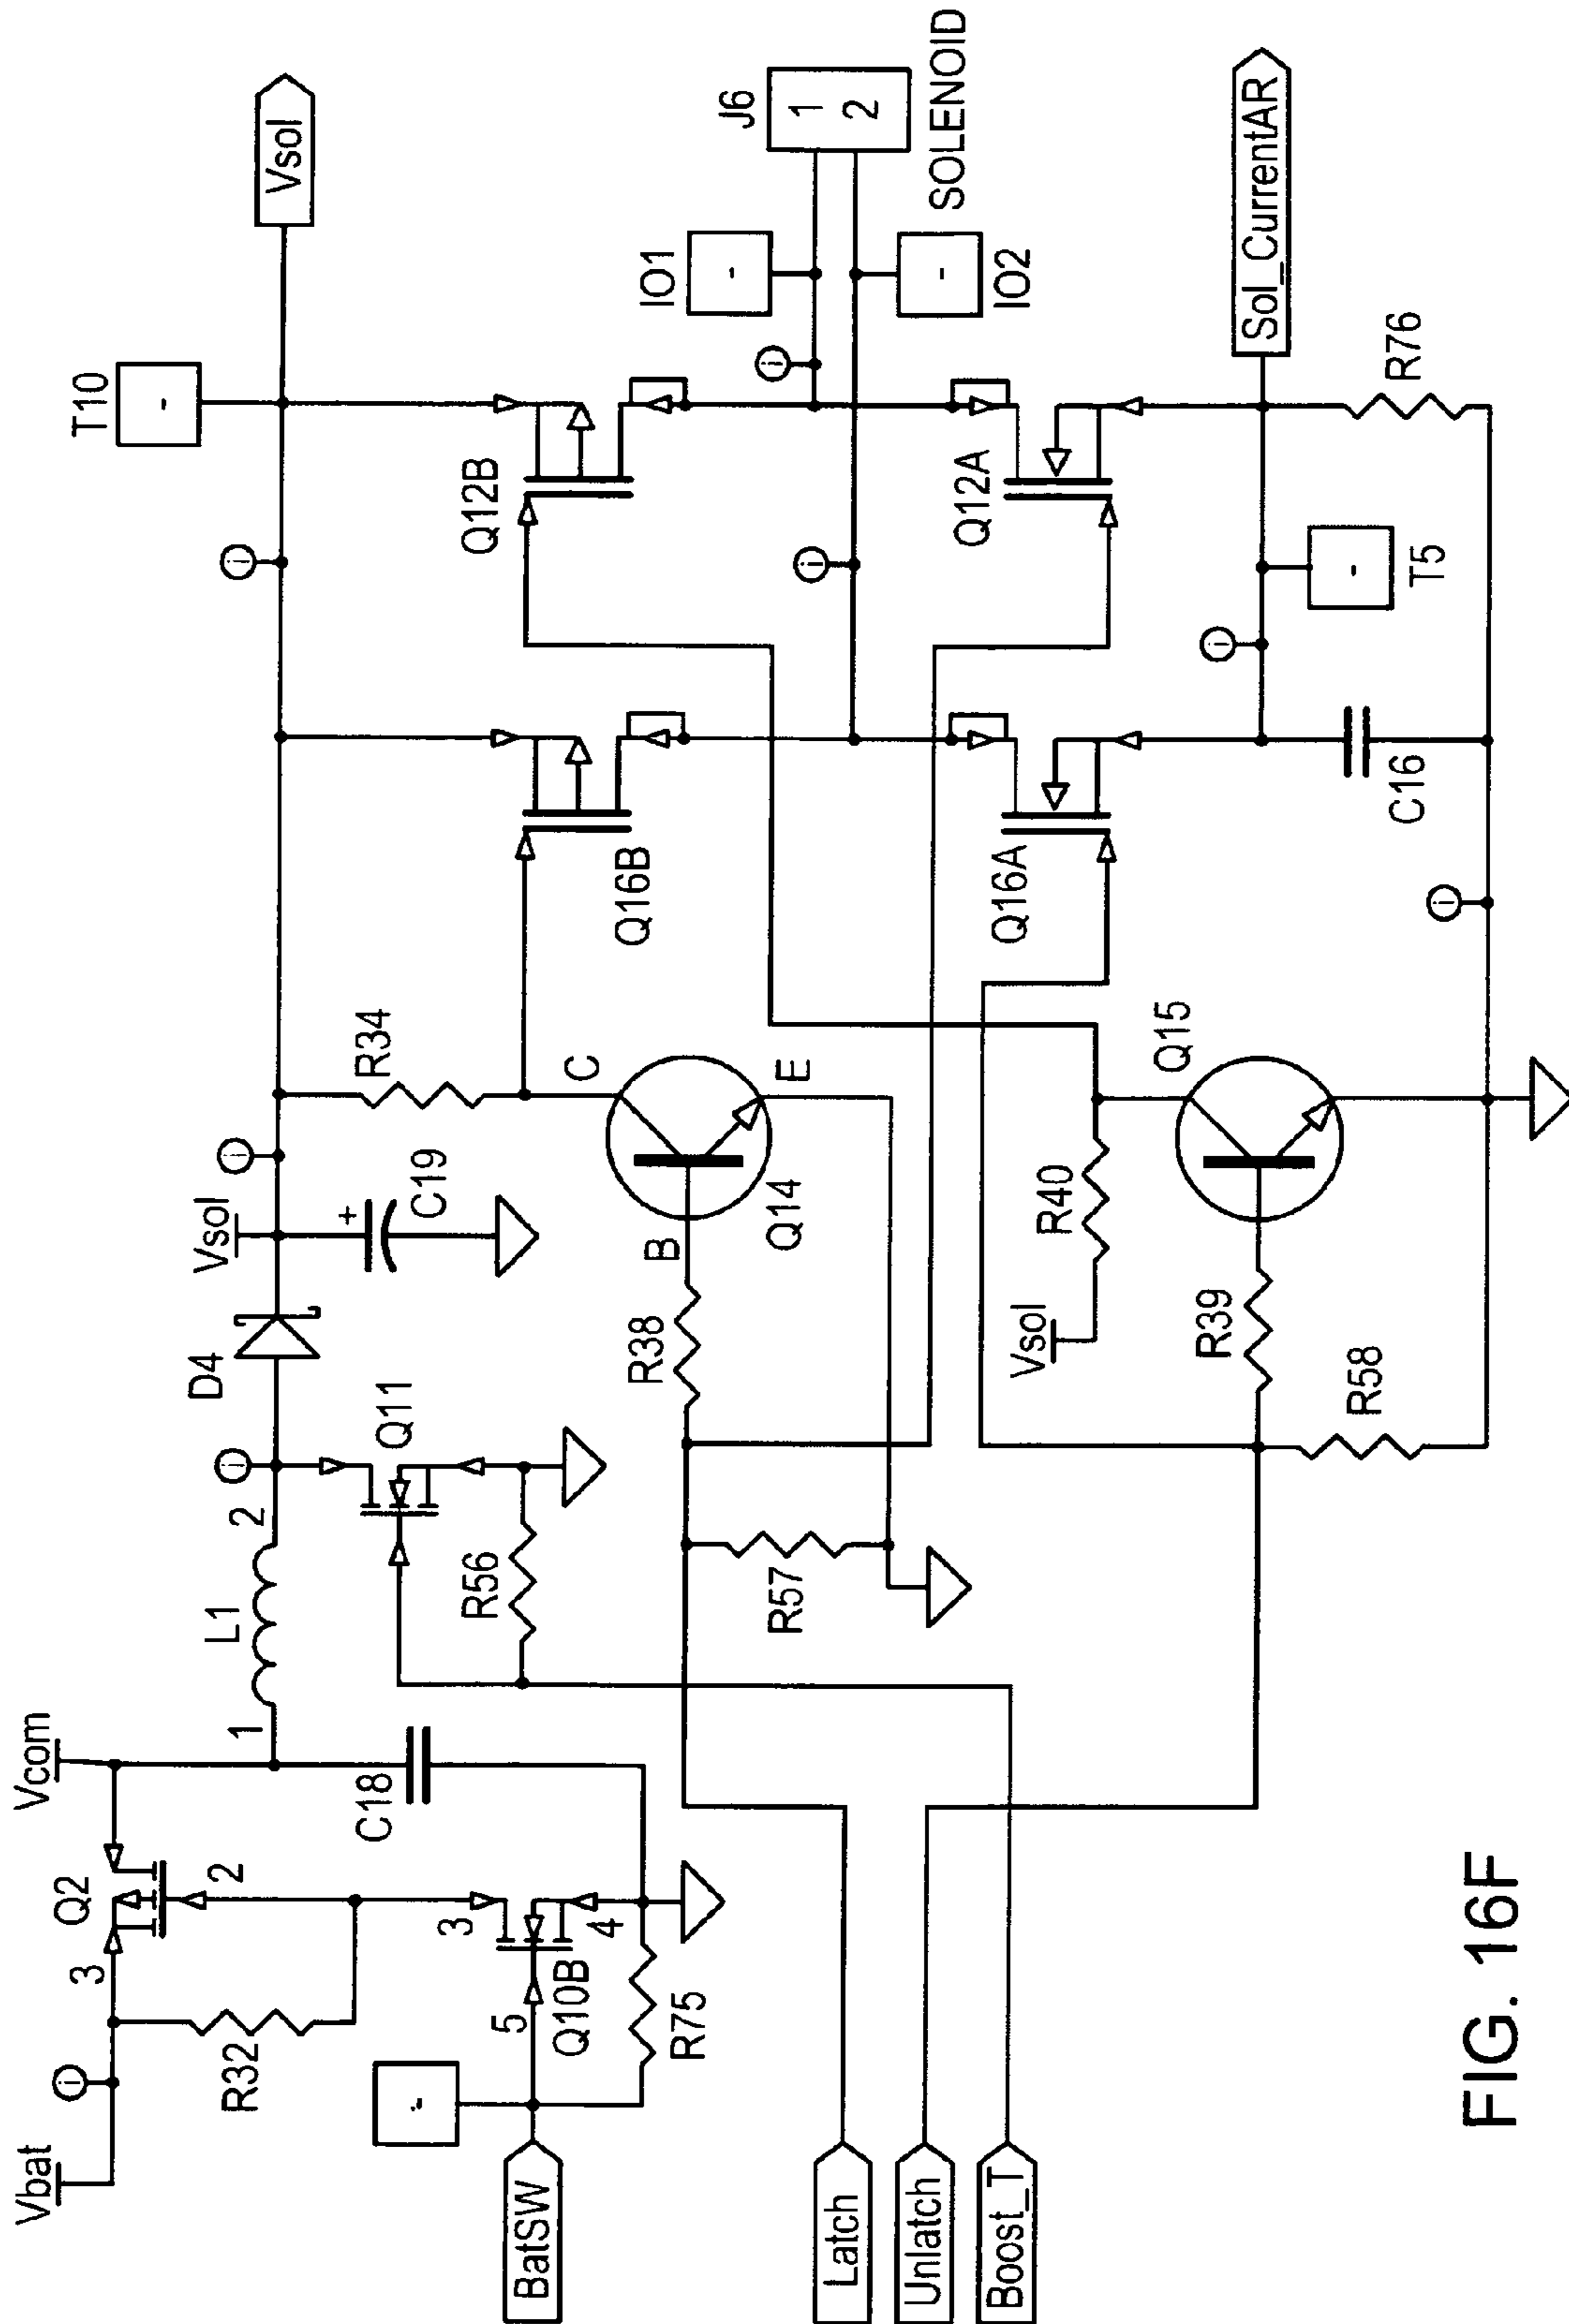 Vbat
3
Q2
2
Vcom
R32
BatSW
-
5
3
Q10B
4
R75
C18
1
L1
2
D4
Vsol
+
C19
Q11
R56
R34
T10
-
Vsol
Q12B
Q16B
IO1
-
J6
1
2
SOLENOID
IO2
-
Q12A
Q16A
C
B
E
Q14
R38
R57
Latch
Unlatch
Boost_T
Vsol
R40
Q15
R39
R58
C16
T5
-
Sol_CurrentAR
R76
i
i
i
i
i
i
i
i
FIG. 16F